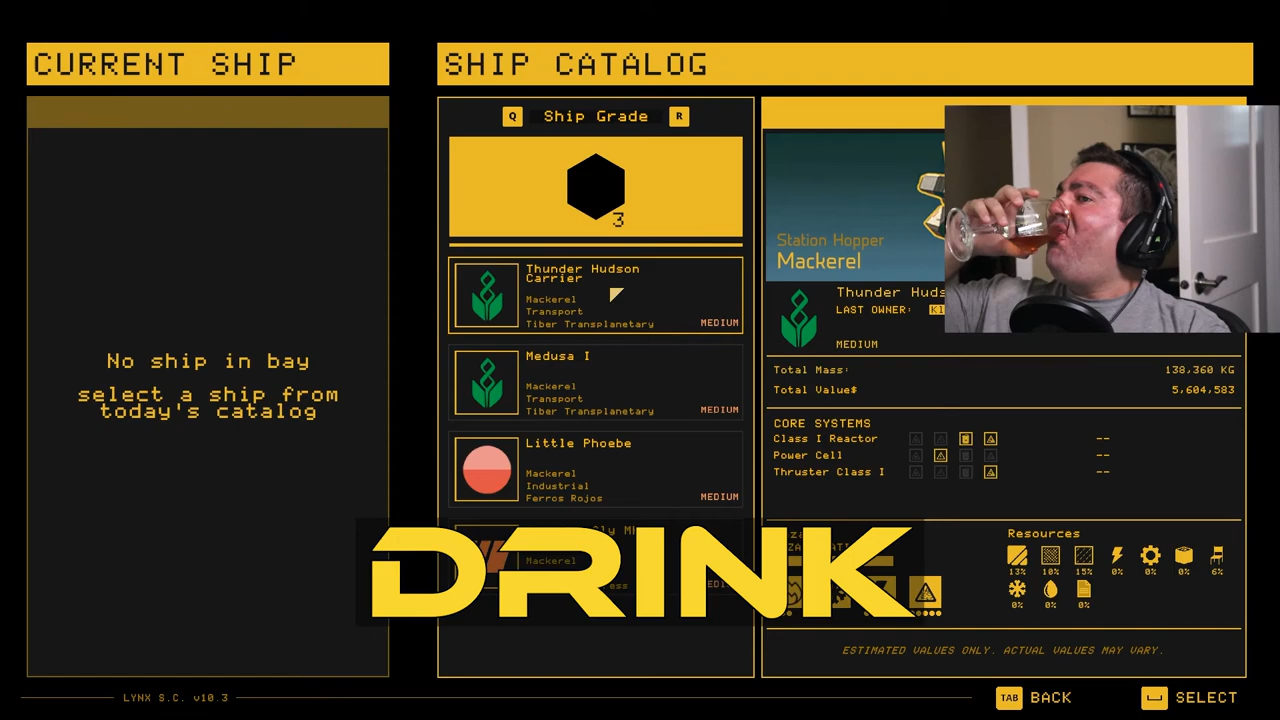 CURRENT SHIP
No ship in bay
select a ship from
today's catalog
SHIP CATALOG
Q Ship Grade R
3
Thunder Hudson
Carrier
Mackerel
Transport
Tiber Transplanetary
MEDIUM
Medusa I
Mackerel
Transport
Tiber Transplanetary
MEDIUM
Little Phoebe
Mackerel
Industrial
Ferros Rojos
MEDIUM
Mackerel
Station Hopper
Mackerel
Thunder
LAST OWNER:
MEDIUM
Total Mass: 138,360 KG
Total Value$ 5,604,583
CORE SYSTEMS
Class I Reactor --
Power Cell --
Thruster Class I --
Resources
13% 10% 15% 0% 0% 0% 6%
0% 0% 0%
DRINK
ESTIMATED VALUES ONLY. ACTUAL VALUES MAY VARY.
LYNX S.C. v10.3
TAB BACK
SELECT